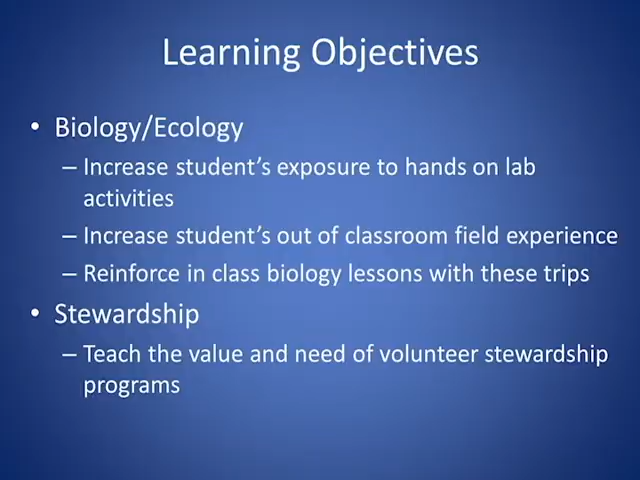 Learning Objectives
• Biology/Ecology
– Increase student’s exposure to hands on lab
activities
– Increase student’s out of classroom field experience
– Reinforce in class biology lessons with these trips
• Stewardship
– Teach the value and need of volunteer stewardship
programs